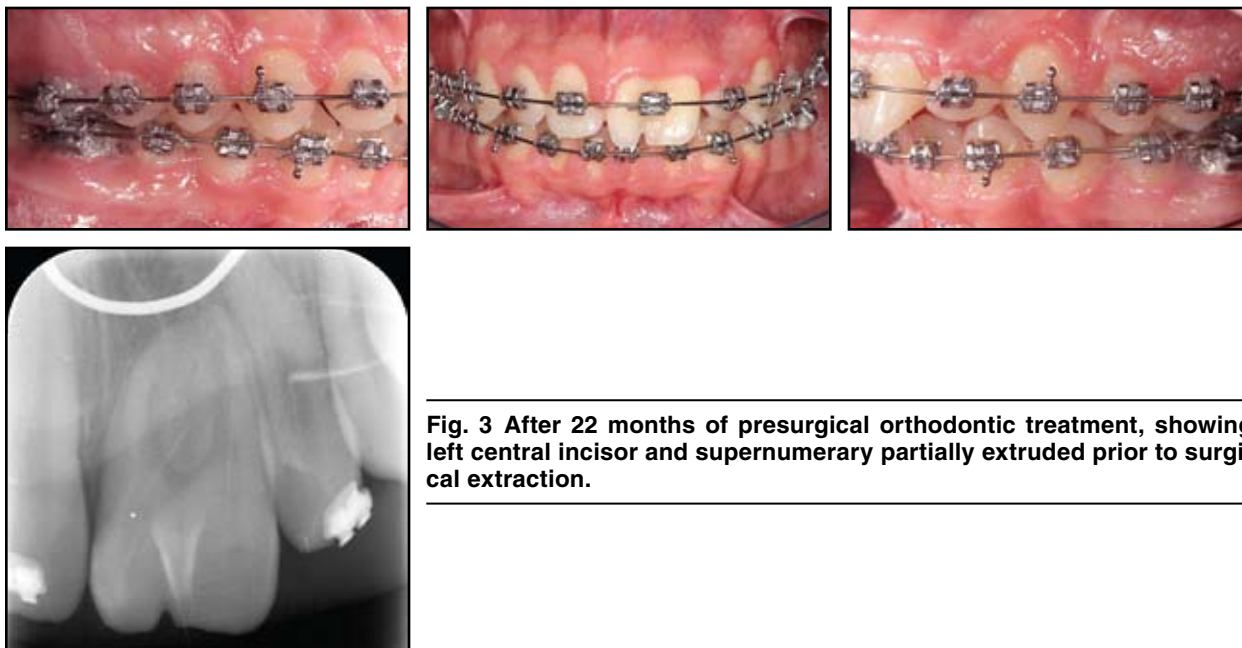 Fig. 3 After 22 months of presurgical orthodontic treatment, showing
left central incisor and supernumerary partially extruded prior to surgi-
cal extraction.